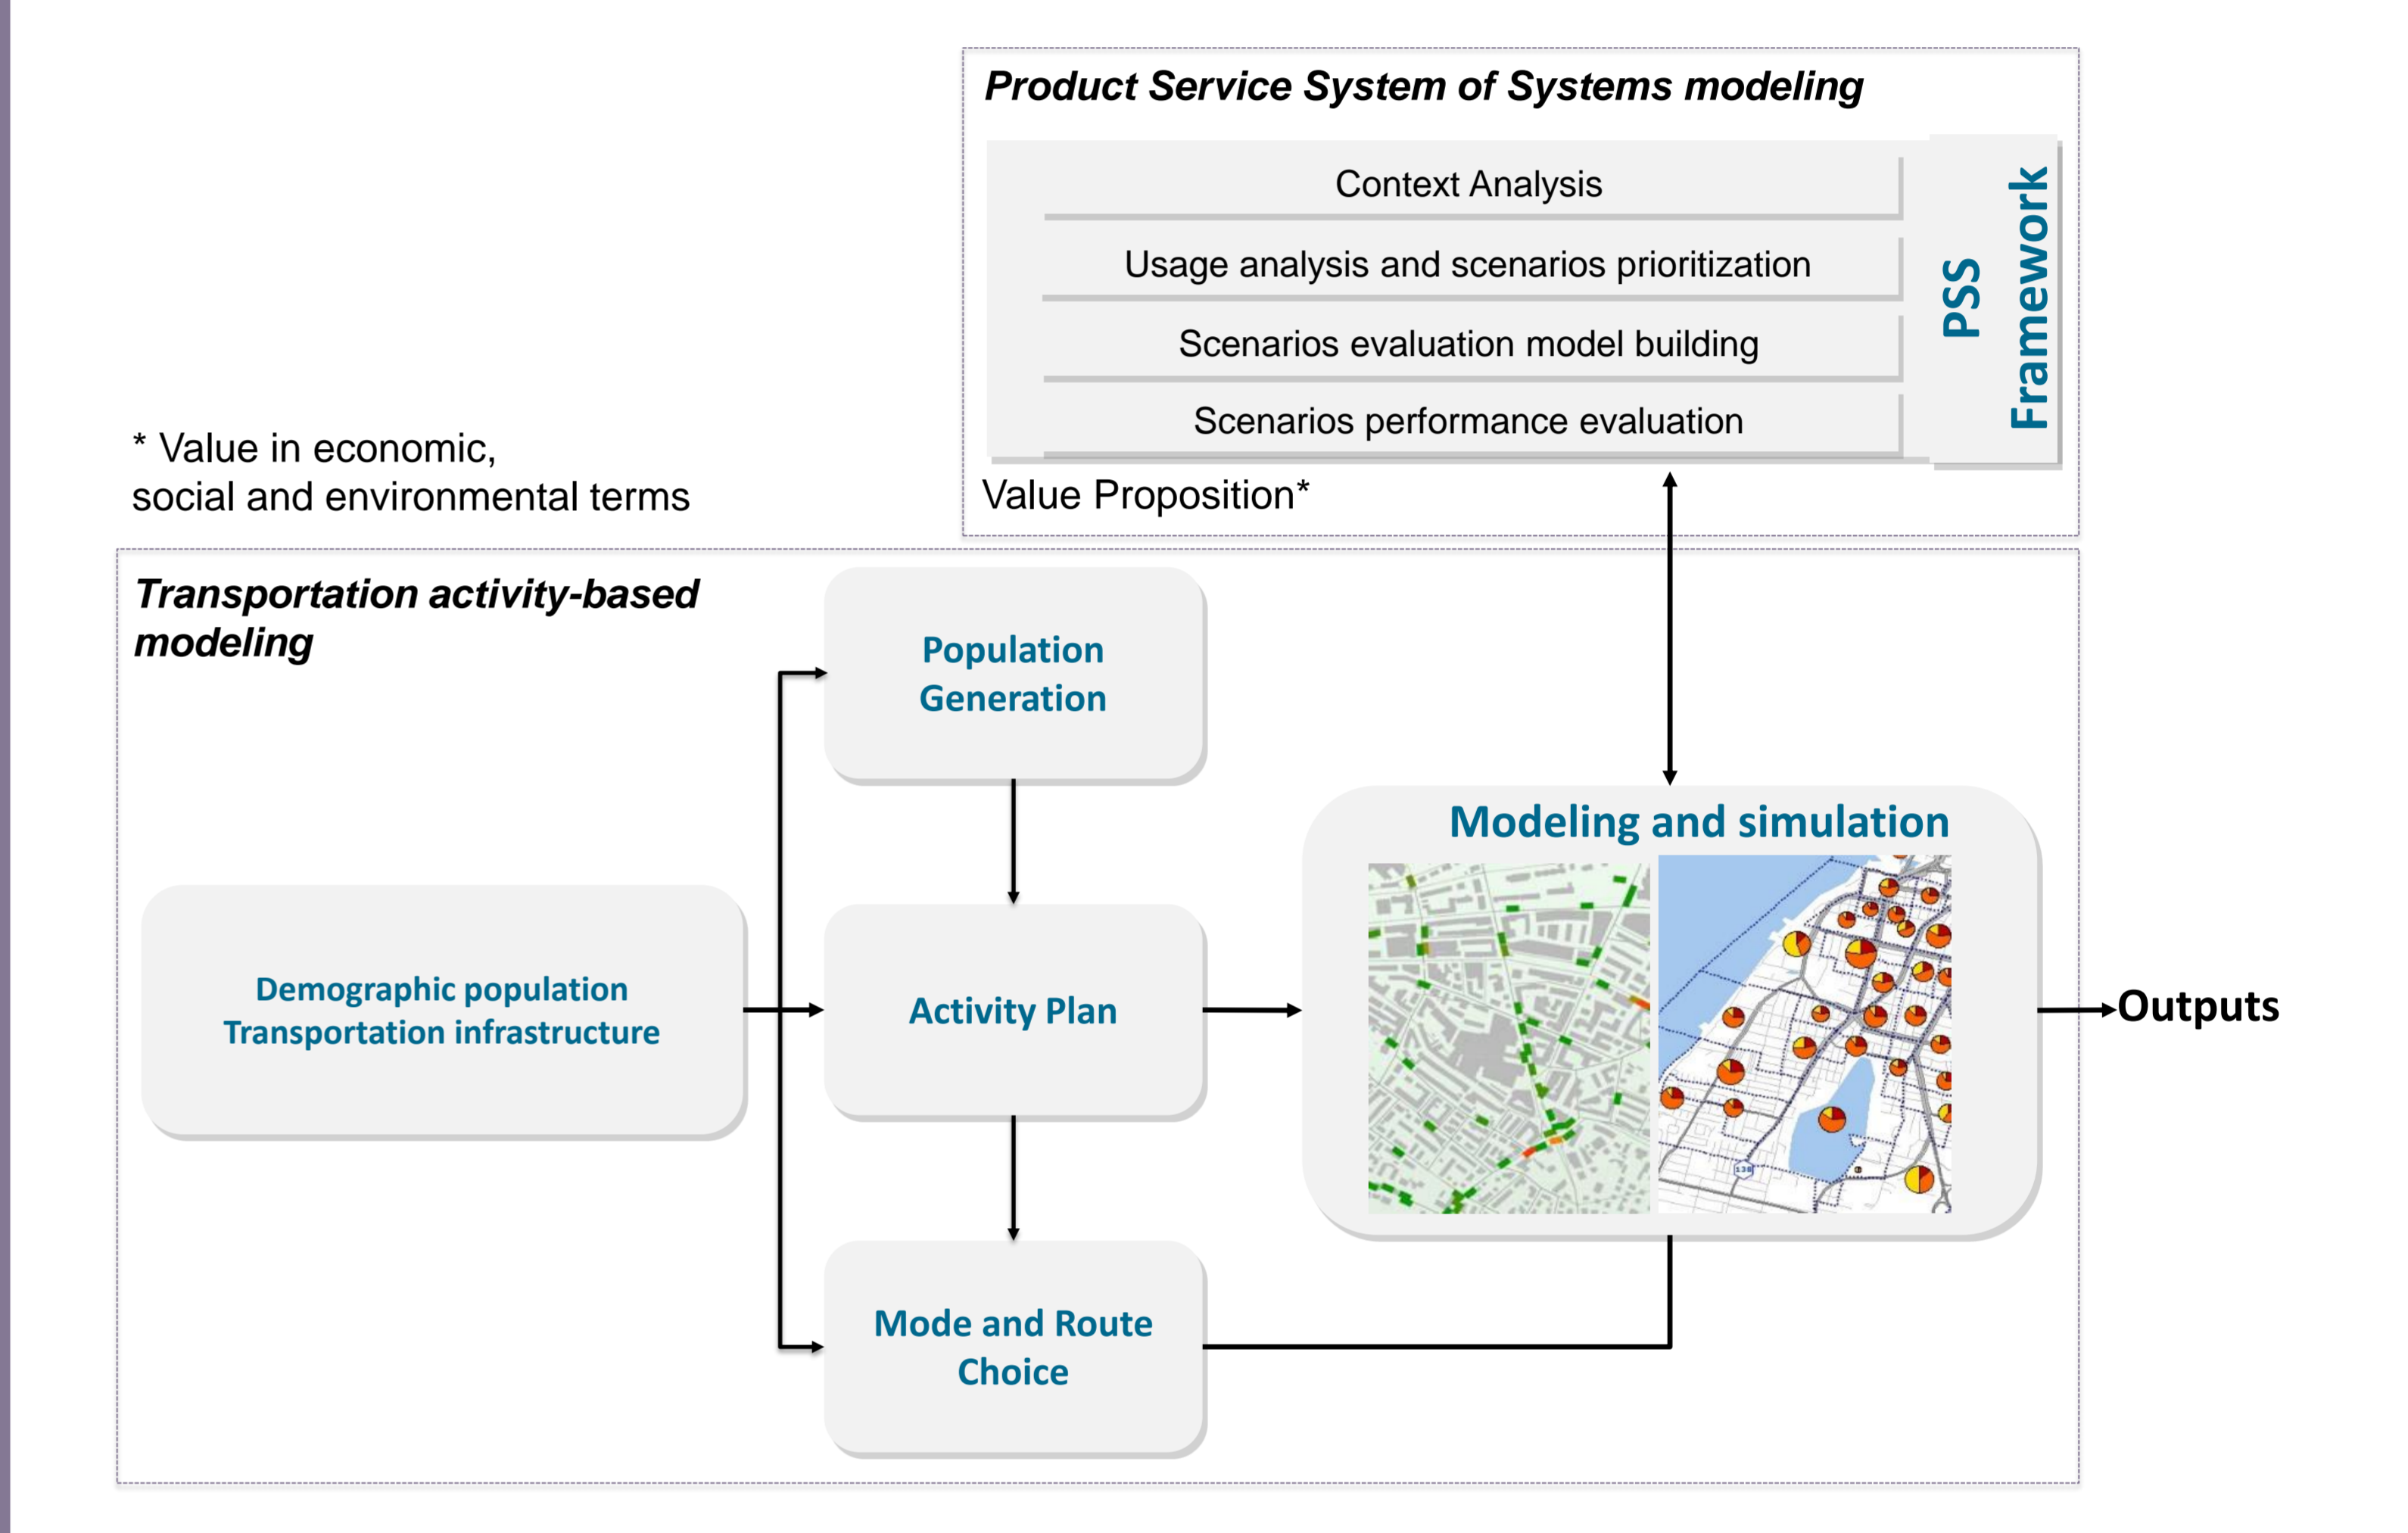 Product Service System of Systems modeling
Context Analysis
Usage analysis and scenarios prioritization
Scenarios evaluation model building
Scenarios performance evaluation
PSS
Framework
Value Proposition*
* Value in economic,
social and environmental terms
Transportation activity-based
modeling
Population
Generation
Demographic population
Transportation infrastructure
Activity Plan
Mode and Route
Choice
Modeling and simulation
138
Outputs